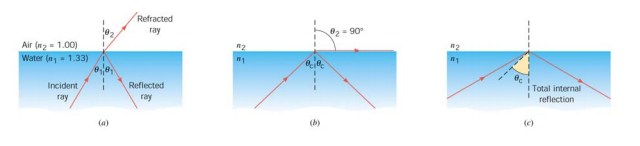 Refracted
ray
θ2
Air (n2 = 1.00)
Water (n1 = 1.33)
θ1 θ1
Incident
ray
Reflected
ray
(a)
θ2 = 90°
n2
n1
θc θc
(b)
n2
n1
θc
Total internal
reflection
(c)